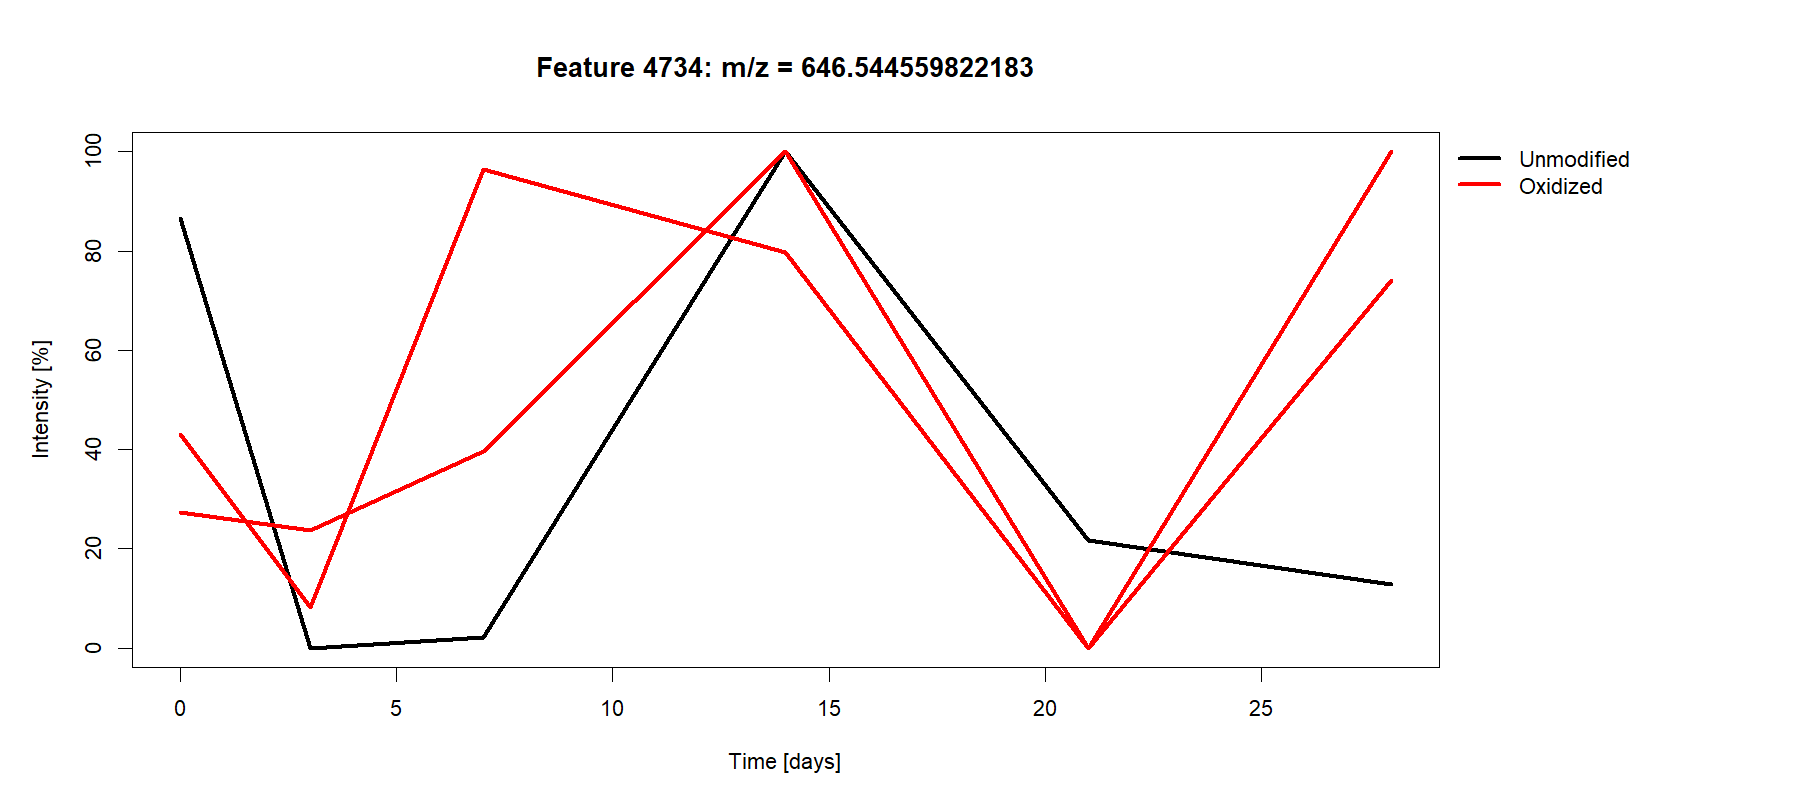 Feature 4734: m/z = 646.544559822183
Unmodified
Oxidized
Intensity [%]
100
80
60
40
20
0
0 5 10 15 20 25
Time [days]